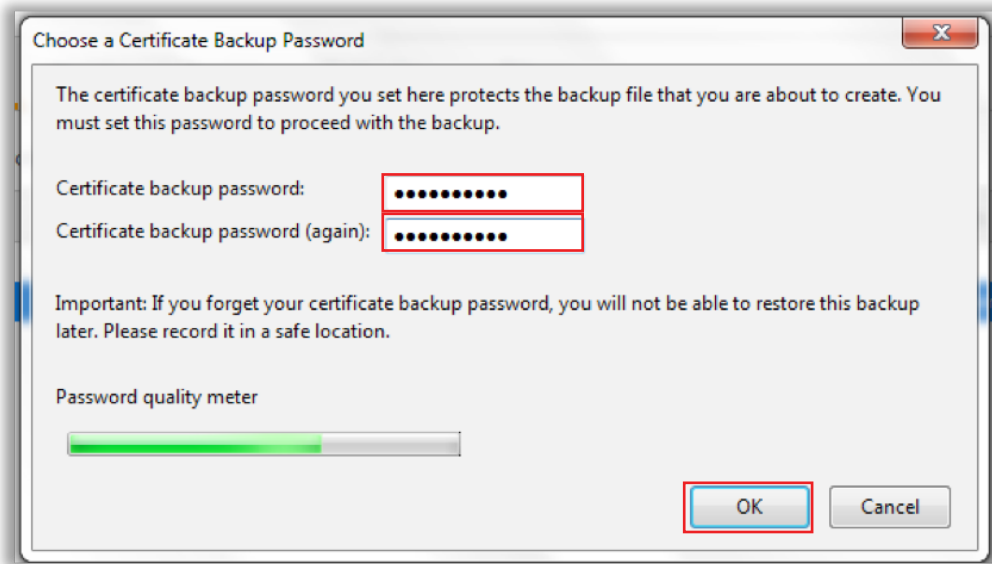 Choose a Certificate Backup Password
The certificate backup password you set here protects the backup file that you are about to create. You
must set this password to proceed with the backup.
Certificate backup password: ●●●●●●●●●●
Certificate backup password (again): ●●●●●●●●●●
Important: If you forget your certificate backup password, you will not be able to restore this backup
later. Please record it in a safe location.
Password quality meter
OK Cancel